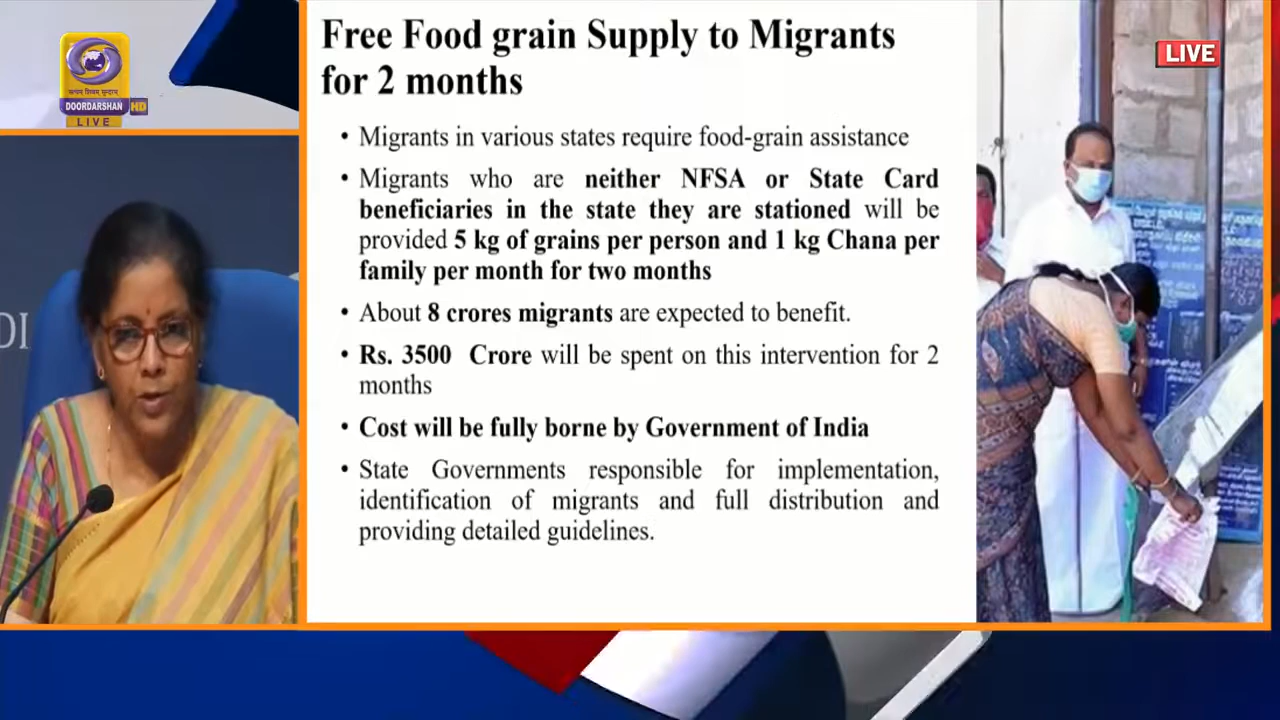 सत्यम् शिवम् सुन्दरम्
DOORDARSHAN HD
LIVE
DI
LIVE
Free Food grain Supply to Migrants
for 2 months
• Migrants in various states require food-grain assistance
• Migrants who are neither NFSA or State Card
beneficiaries in the state they are stationed will be
provided 5 kg of grains per person and 1 kg Chana per
family per month for two months
• About 8 crores migrants are expected to benefit.
• Rs. 3500 Crore will be spent on this intervention for 2
months
• Cost will be fully borne by Government of India
• State Governments responsible for implementation,
identification of migrants and full distribution and
providing detailed guidelines.